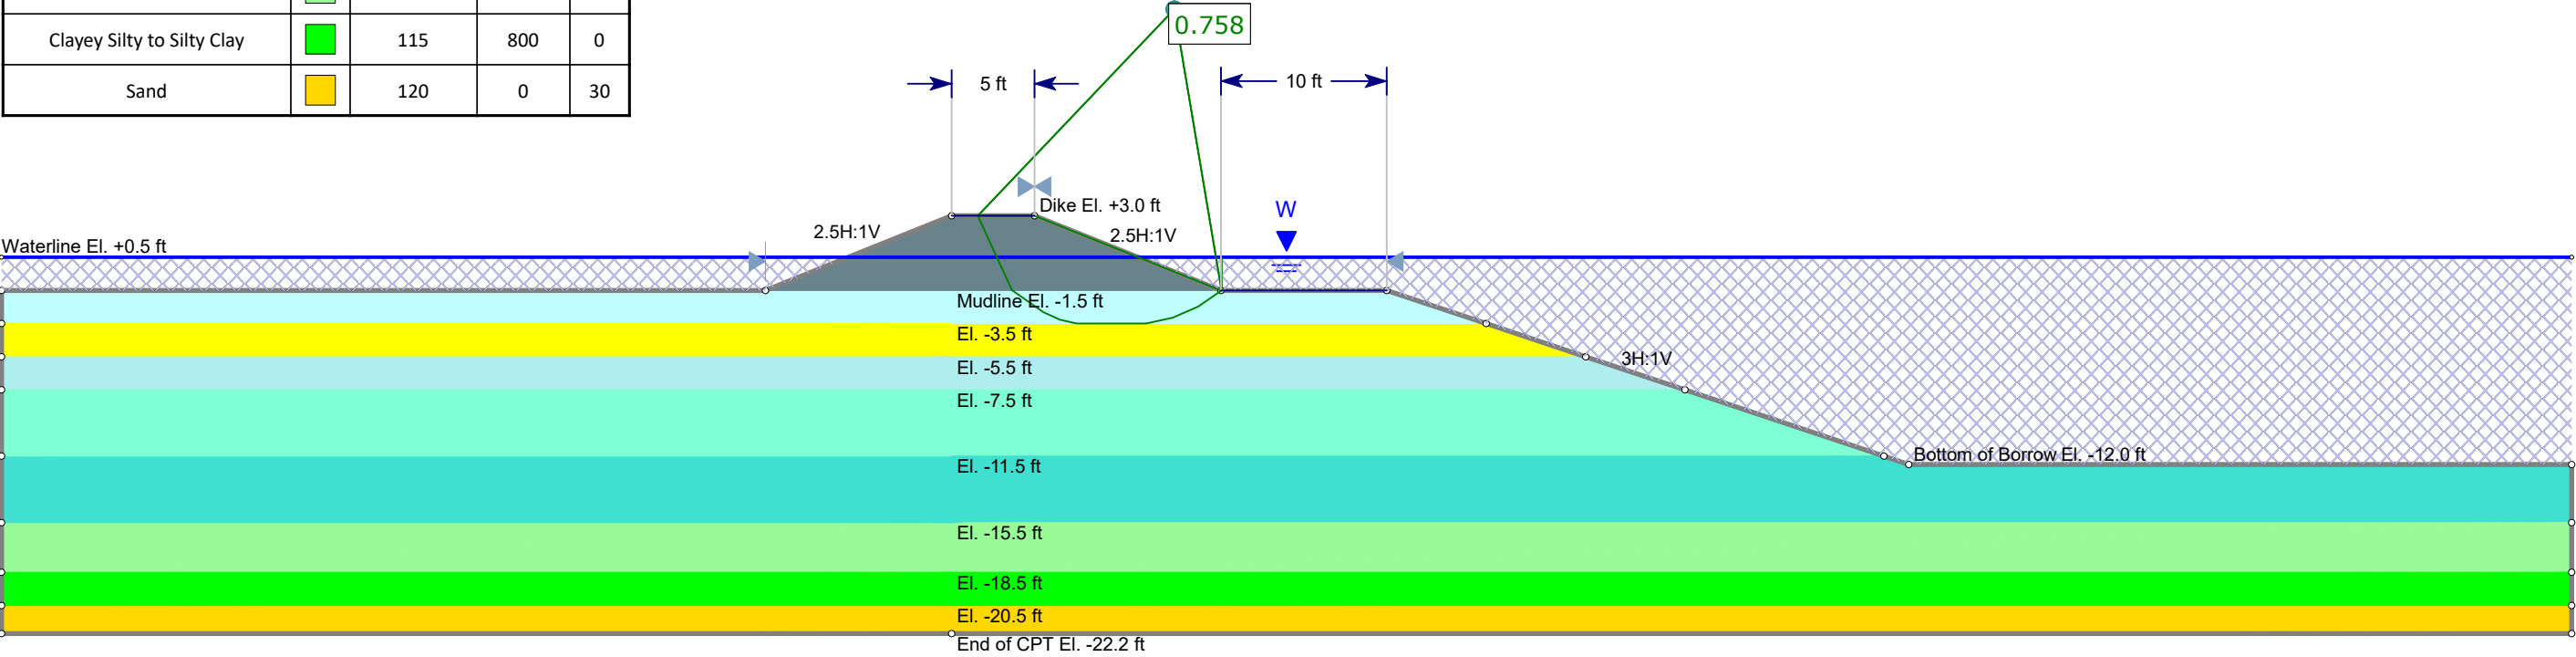 Clayey Silty to Silty Clay 115 800 0
Sand 120 0 30
0.758
5 ft
10 ft
Dike El. +3.0 ft
W
2.5H:1V
2.5H:1V
Waterline El. +0.5 ft
Mudline El. -1.5 ft
El. -3.5 ft
El. -5.5 ft
3H:1V
El. -7.5 ft
El. -11.5 ft
Bottom of Borrow El. -12.0 ft
El. -15.5 ft
El. -18.5 ft
El. -20.5 ft
End of CPT El. -22.2 ft